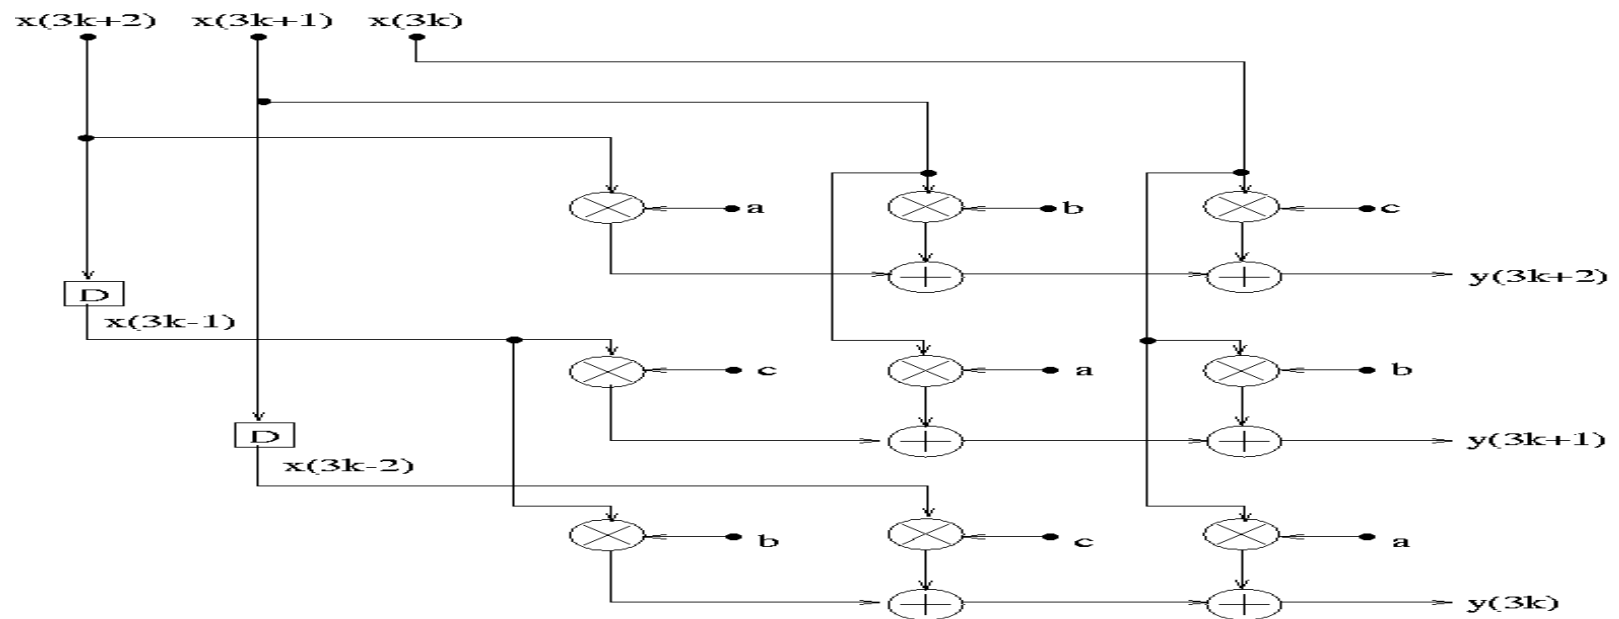 x(3k+2) x(3k+1) x(3k)
a b c
y(3k+2)
D
x(3k-1)
c a b
D
y(3k+1)
x(3k-2)
b c a
y(3k)